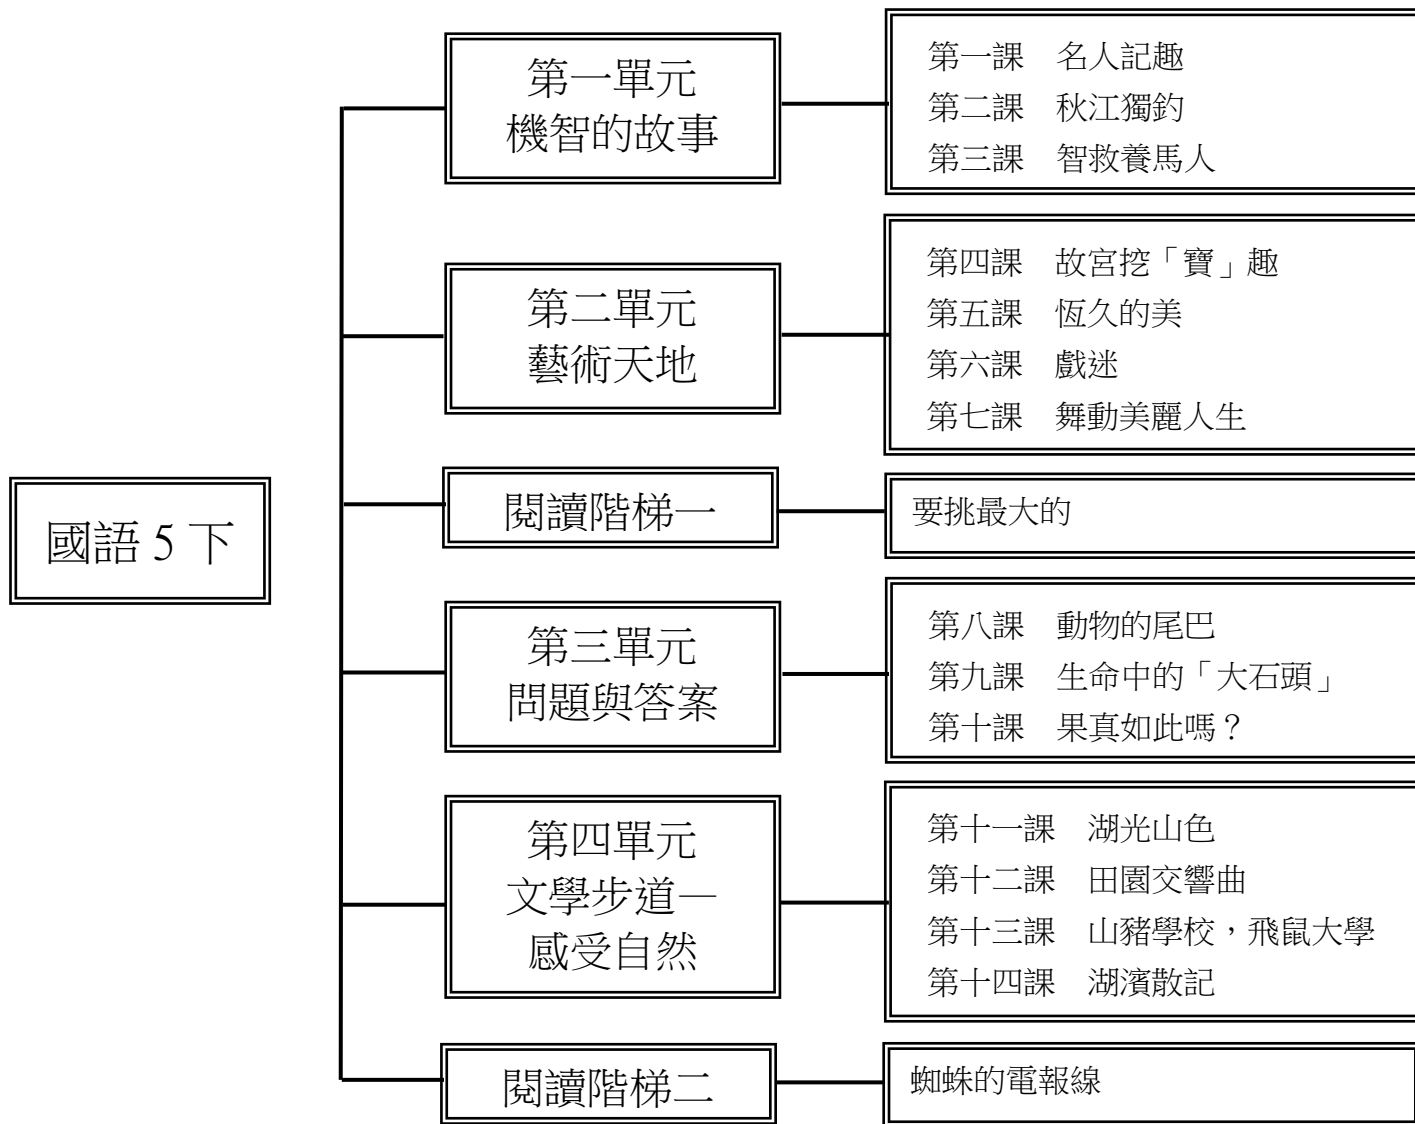 國語 5 下
第一單元
機智的故事
第一課　名人記趣
第二課　秋江獨釣
第三課　智救養馬人
第二單元
藝術天地
第四課　故宮挖「寶」趣
第五課　恆久的美
第六課　戲迷
第七課　舞動美麗人生
閱讀階梯一
要挑最大的
第三單元
問題與答案
第八課　動物的尾巴
第九課　生命中的「大石頭」
第十課　果真如此嗎？
第四單元
文學步道—
感受自然
第十一課　湖光山色
第十二課　田園交響曲
第十三課　山豬學校，飛鼠大學
第十四課　湖濱散記
閱讀階梯二
蜘蛛的電報線